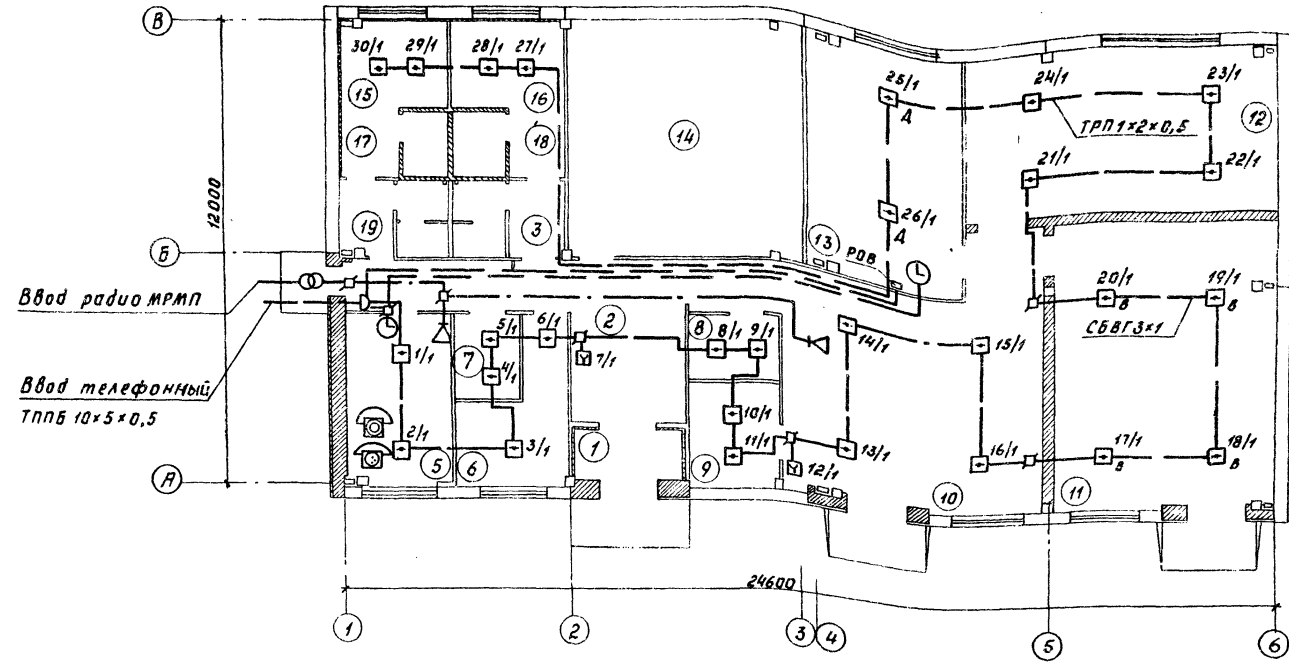 В
30/1 29/1 28/1 27/1
25/1 24/1 23/1
15 16
А
12
ТРП 1×2×0,5
17 18 14
21/1 22/1
12000
26/1
А
19 3 13
РОВ
Б
20/1 19/1
В В
Ввод радио МРМП
СБВГ3×1
5/1 6/1 2 8 8/1 9/1
14/1 15/1
1/1 7 4/1 7/1
Ввод телефонный
ТППБ 10×5×0,5
10/1
2/1 3/1 1 11/1 13/1 16/1 17/1 18/1
В В
5 6 9 12/1
А
10 11
24600
1 2 3 4 5 6